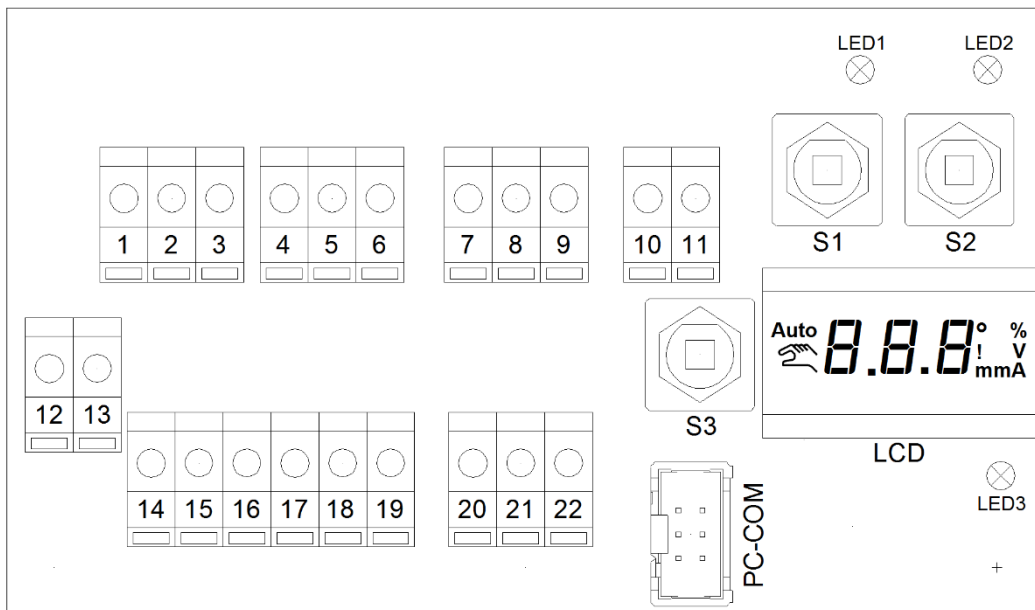 LED1 LED2
1 2 3 4 5 6 7 8 9 10 11
S1 S2
Auto 8.8.8 ° %
! V
mmA
12 13
S3
LCD
14 15 16 17 18 19 20 21 22
LED3
PC-COM